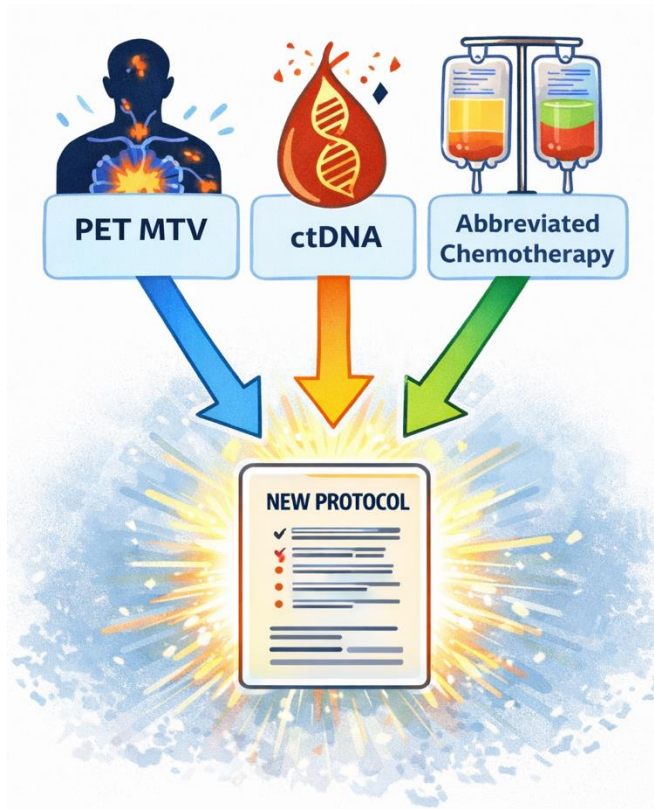 PET MTV
ctDNA
Abbreviated
Chemotherapy
NEW PROTOCOL